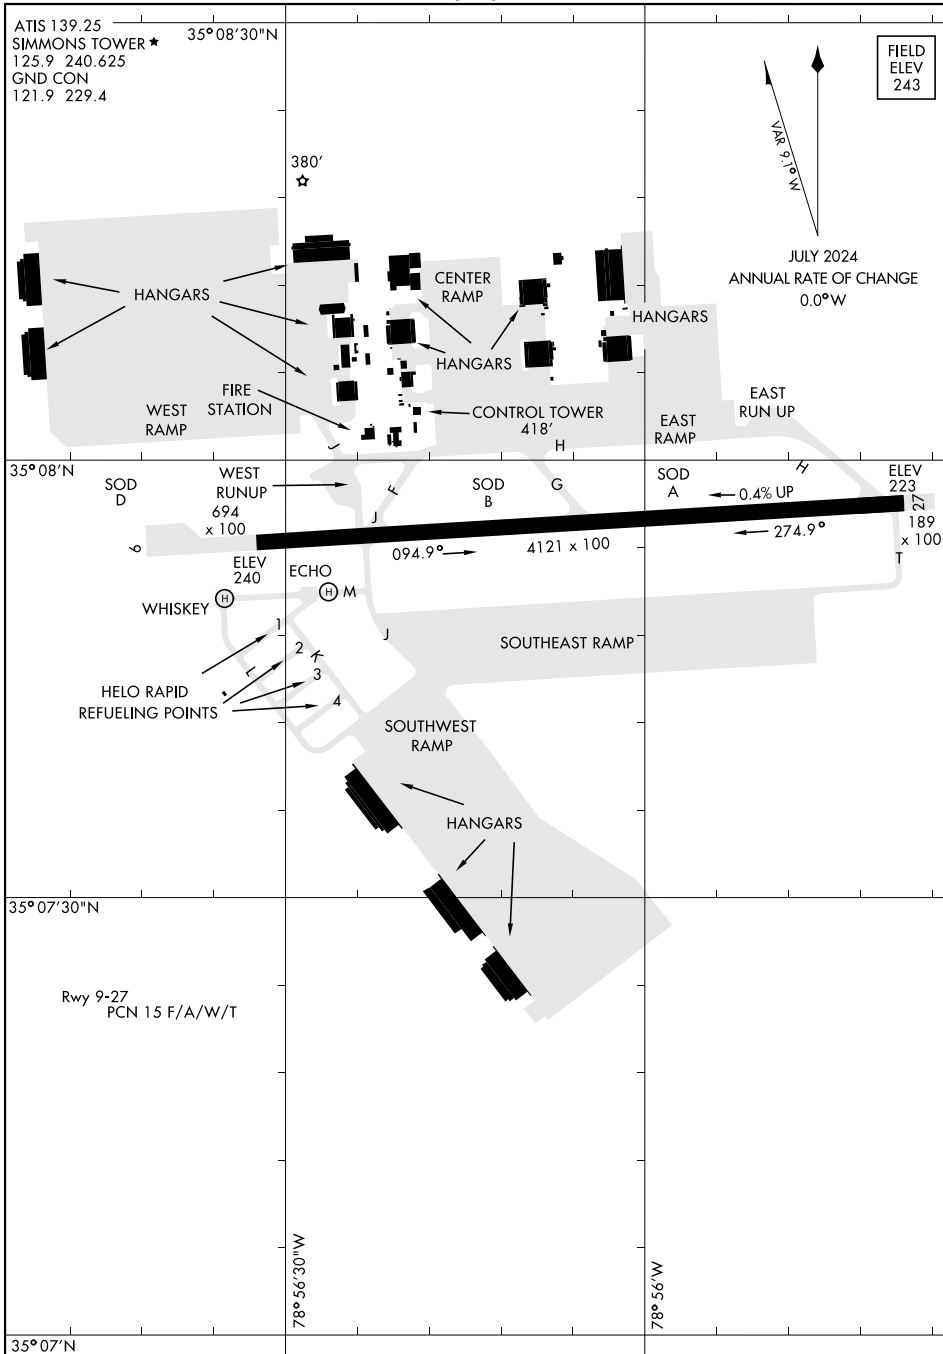 ATIS 139.25
SIMMONS TOWER ★
125.9 240.625
GND CON
121.9 229.4
35°08'30"N
FIELD
ELEV
243
VAR 9.1° W
JULY 2024
ANNUAL RATE OF CHANGE
0.0° W
380'
HANGARS
CENTER
RAMP
HANGARS
HANGARS
FIRE
STATION
WEST
RAMP
CONTROL TOWER
418'
EAST
RAMP
EAST
RUN UP
J
H
H
35°08'N
SOD
D
WEST
RUNUP
694
x 100
F
J
SOD
B
G
SOD
A
0.4% UP
ELEV
223
27
189
x 100
9
094.9°
4121 x 100
274.9°
T
ELEV
240
ECHO
H
M
WHISKEY
H
1
2
K
3
4
L
J
HELO RAPID
REFUELING POINTS
SOUTHEAST RAMP
SOUTHWEST
RAMP
HANGARS
35°07'30"N
Rwy 9-27
PCN 15 F/A/W/T
78°56'30"W
78°56'W
35°07'N